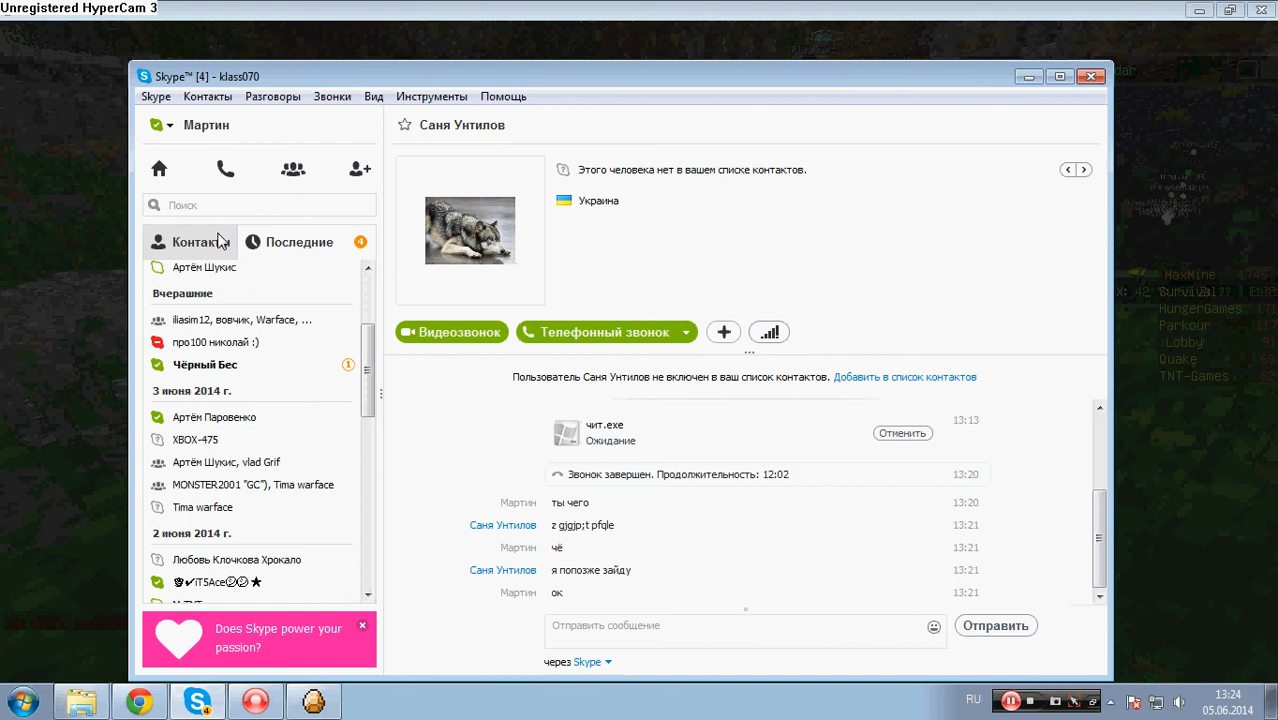 Unregistered HyperCam 3
Skype™ [4] - klass070
Skype Контакты Разговоры Звонки Вид Инструменты Помощь
Мартин
Поиск
Контакты
Последние
4
Артём Шукис
Вчерашние
iliasim12, вовчик, Warface, ...
про100 николай :)
Чёрный Бес
1
3 июня 2014 г.
Артём Паровенко
XBOX-475
Артём Шукис, vlad Grif
MONSTER2001 "GC"), Tima warface
Tima warface
2 июня 2014 г.
Любовь Клочкова Хрокало
Does Skype power your
passion?
Саня Унтилов
Этого человека нет в вашем списке контактов.
Украина
Видеозвонок
Телефонный звонок
Пользователь Саня Унтилов не включен в ваш список контактов. Добавить в список контактов
чит.exe
Ожидание
Отменить
13:13
Звонок завершен. Продолжительность: 12:02 13:20
Мартин ты чего 13:20
Саня Унтилов z gjgjp;t pfqle 13:21
Мартин чё 13:21
Саня Унтилов я попозже зайду 13:21
Мартин ок 13:21
Отправить сообщение
Отправить
через Skype
MaxMine 1745
X: 42
Survival
HungerGames 171
Parkour
>Lobby 91
Quake
TNT-Games
RU
13:24
05.06.2014